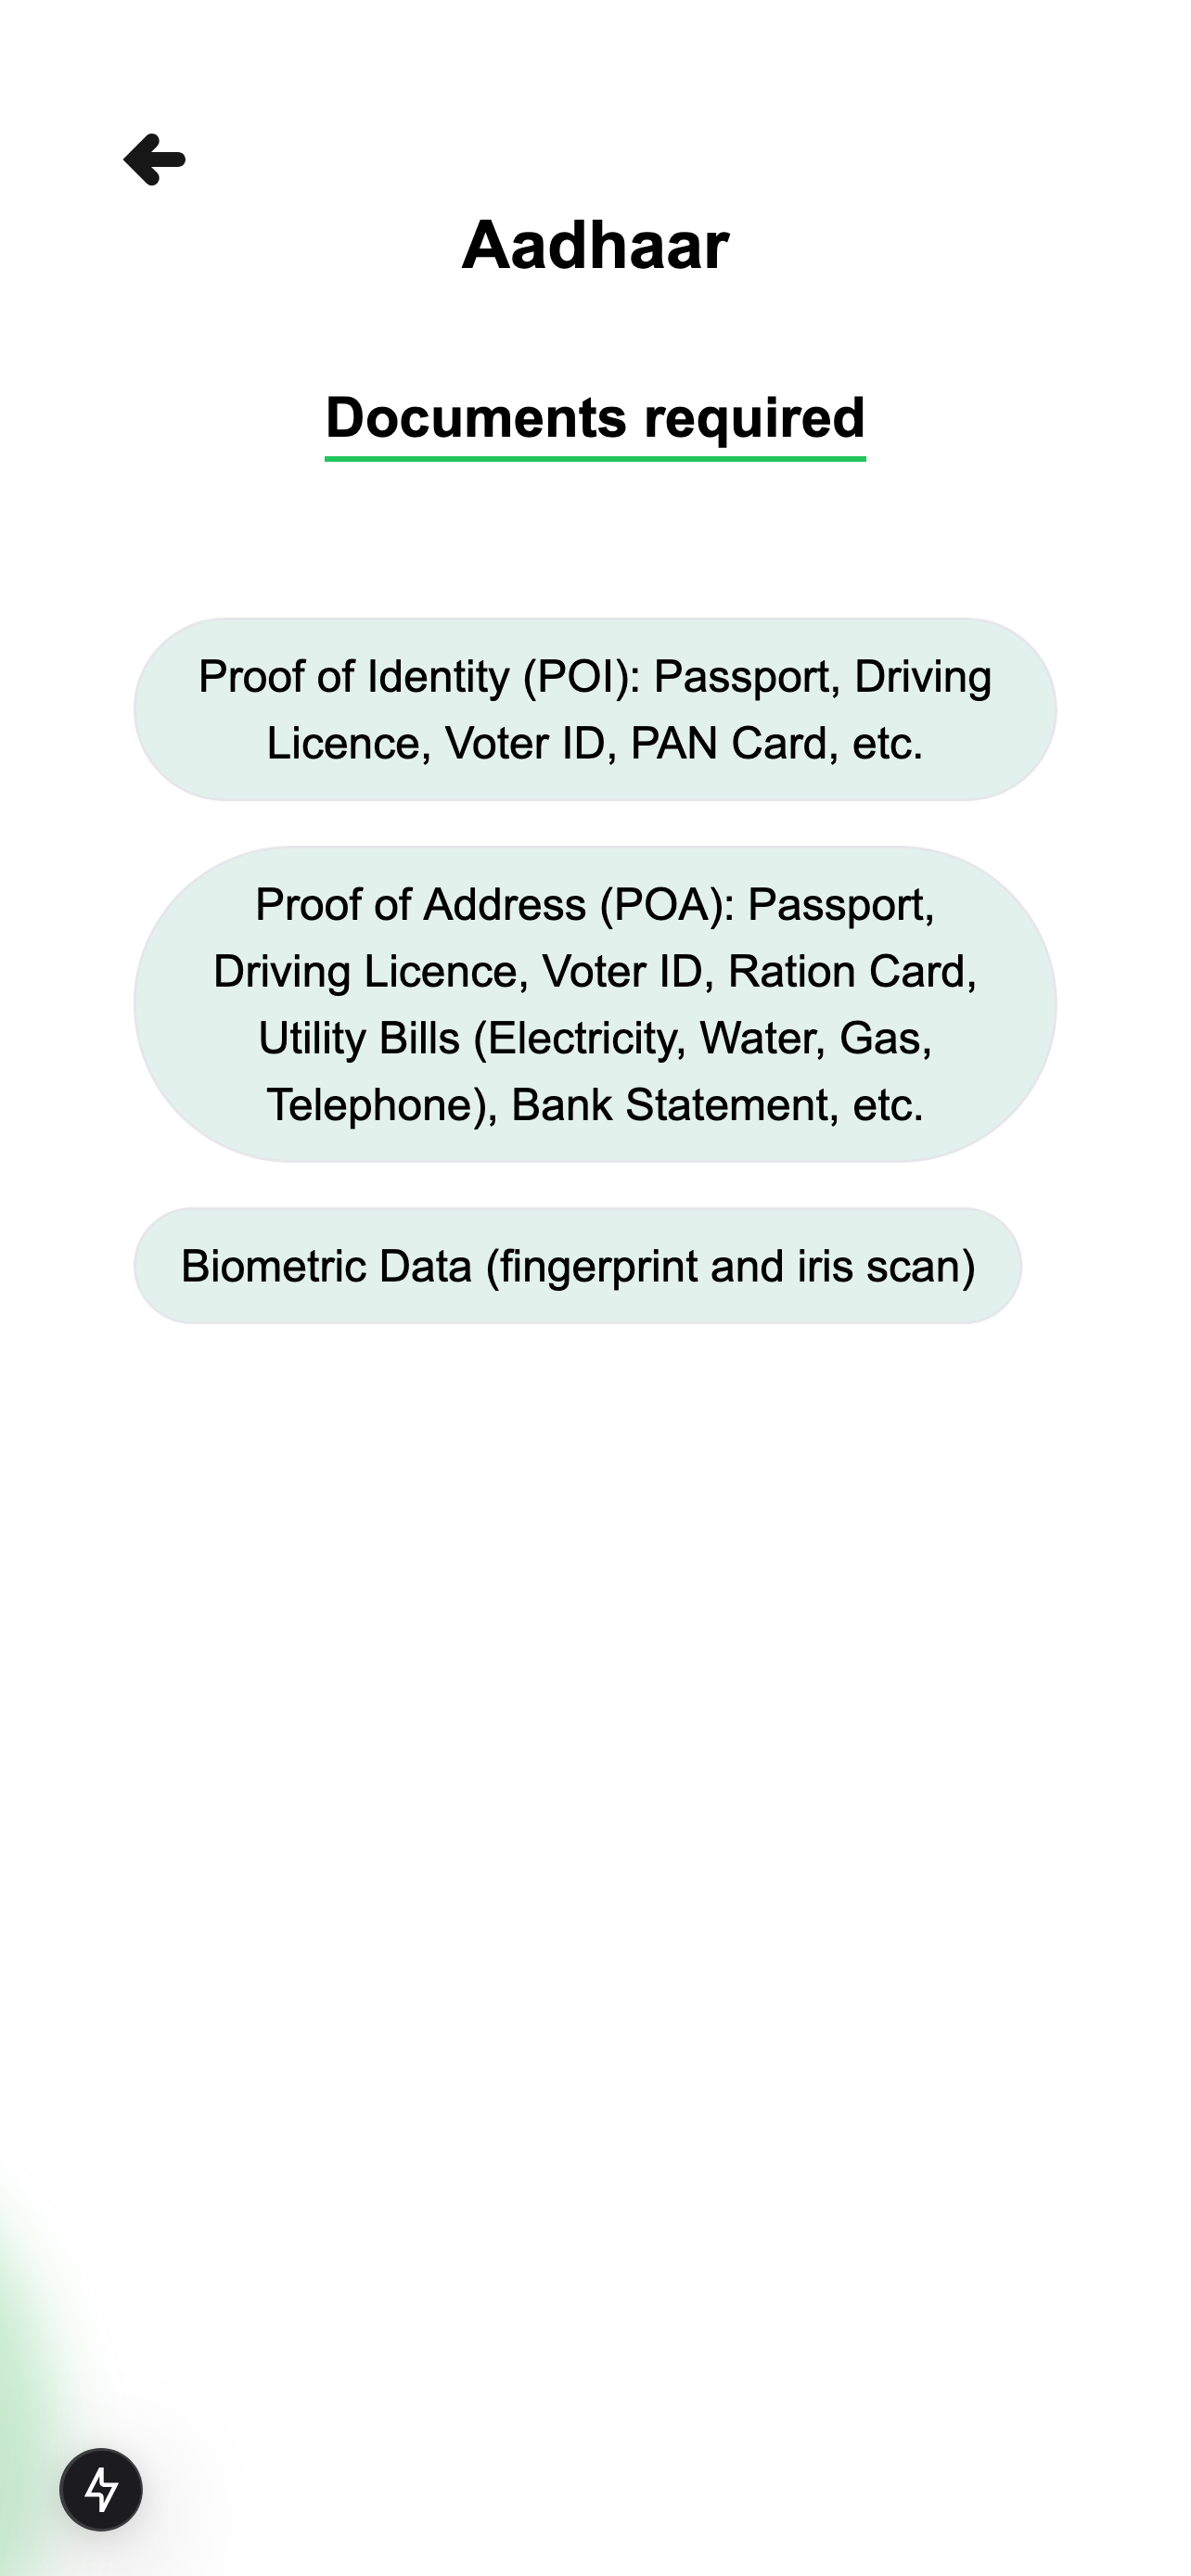 Aadhaar
Documents required
Proof of Identity (POI): Passport, Driving
Licence, Voter ID, PAN Card, etc.
Proof of Address (POA): Passport,
Driving Licence, Voter ID, Ration Card,
Utility Bills (Electricity, Water, Gas,
Telephone), Bank Statement, etc.
Biometric Data (fingerprint and iris scan)